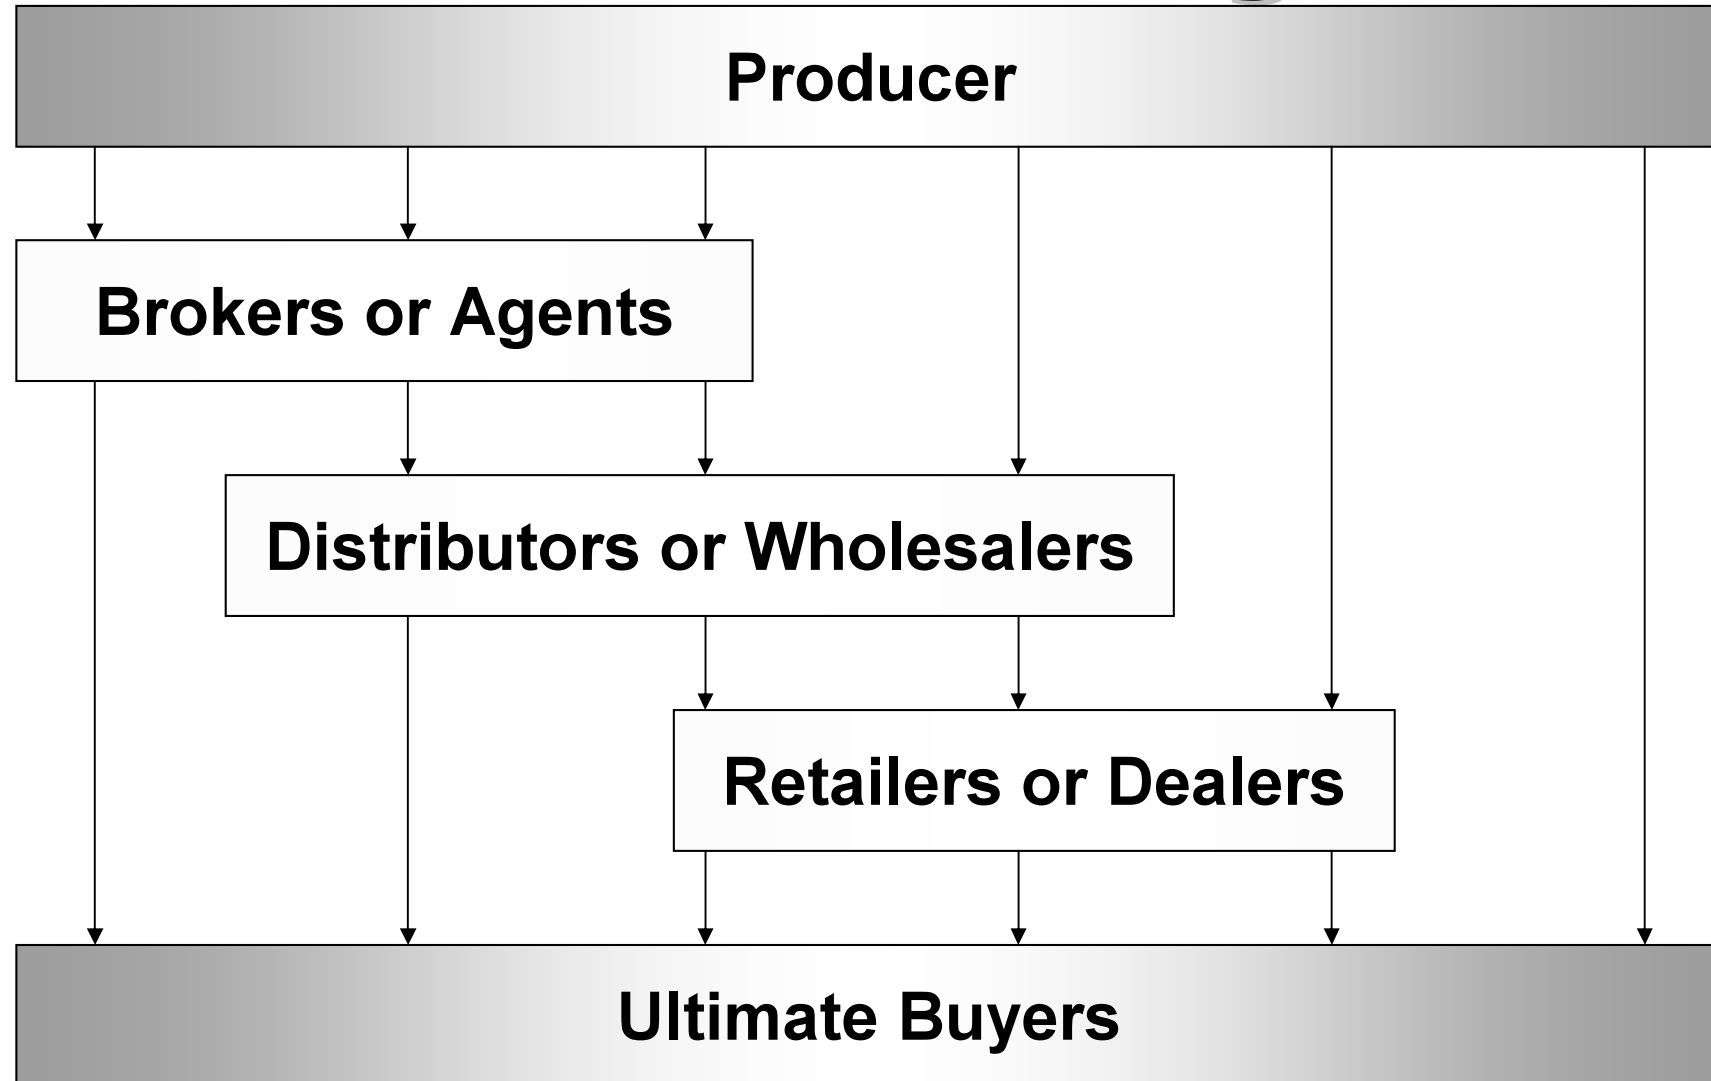 Producer
Brokers or Agents
Distributors or Wholesalers
Retailers or Dealers
Ultimate Buyers